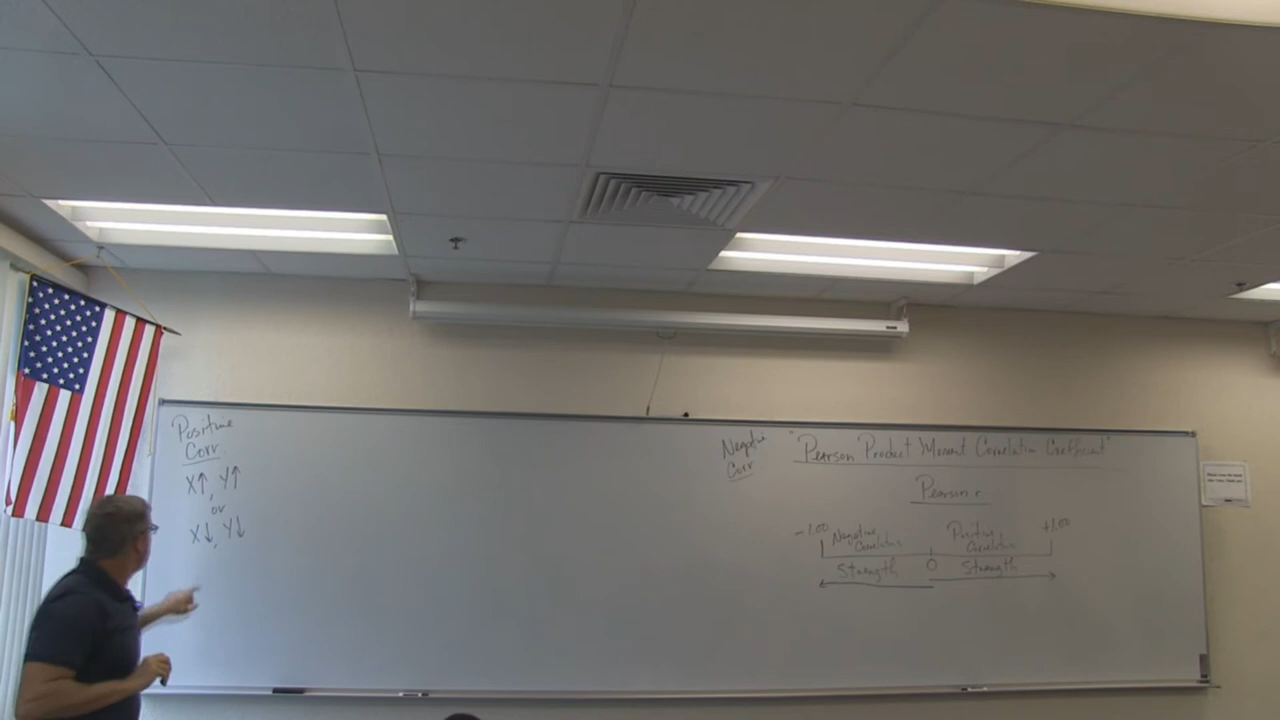 Positive
Corr
X↑, Y↑
or
X↓, Y↓
Negative
Corr
"Pearson Product Moment Correlation Coefficient"
Pearson r
-1.00 Negative Correlation Positive Correlation +1.00
Strength 0 Strength